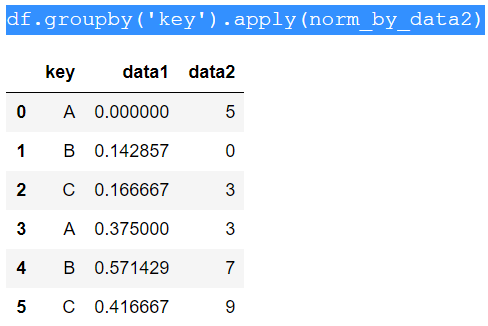 df.groupby('key').apply(norm_by_data2)
key data1 data2
0 A 0.000000 5
1 B 0.142857 0
2 C 0.166667 3
3 A 0.375000 3
4 B 0.571429 7
5 C 0.416667 9